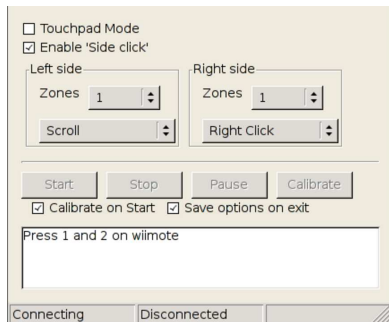 Touchpad Mode
Enable 'Side click'
Left side Right side
Zones 1 Zones 1
Scroll Right Click
Start Stop Pause Calibrate
Calibrate on Start Save options on exit
Press 1 and 2 on wiimote
Connecting Disconnected